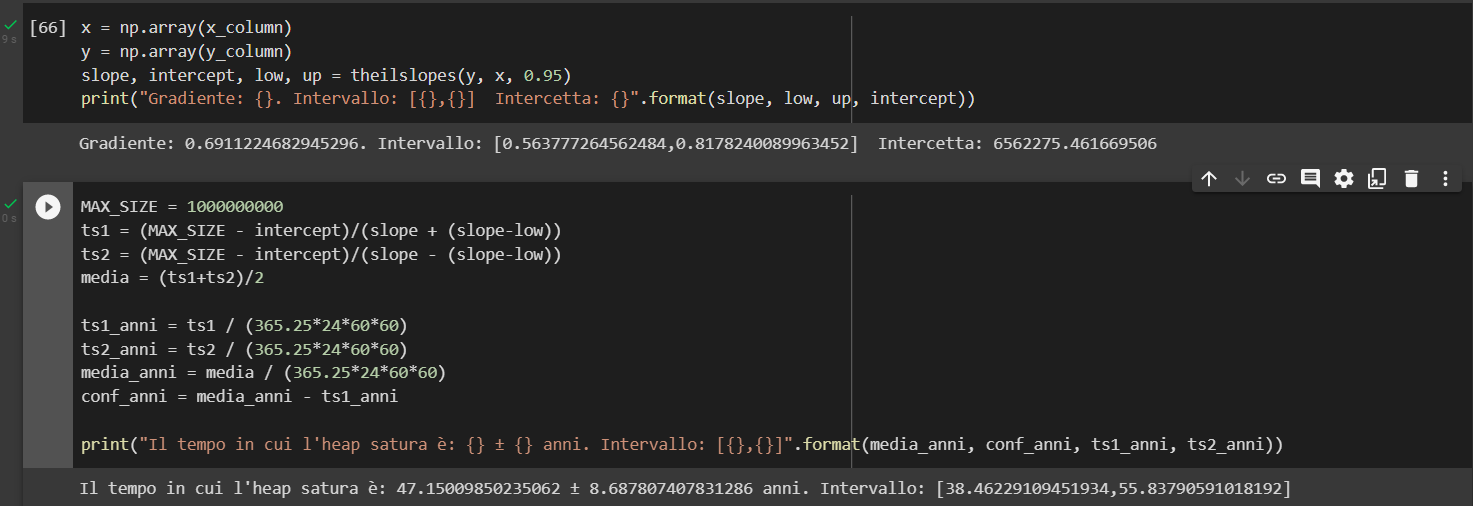 [66] x = np.array(x_column)
9 s
y = np.array(y_column)
slope, intercept, low, up = theilslopes(y, x, 0.95)
print("Gradiente: {}. Intervallo: [{},{}]  Intercetta: {}".format(slope, low, up, intercept))
Gradiente: 0.6911224682945296. Intervallo: [0.563777264562484,0.8178240089963452]  Intercetta: 6562275.461669506
MAX_SIZE = 1000000000
0 s
ts1 = (MAX_SIZE - intercept)/(slope + (slope-low))
ts2 = (MAX_SIZE - intercept)/(slope - (slope-low))
media = (ts1+ts2)/2
ts1_anni = ts1 / (365.25*24*60*60)
ts2_anni = ts2 / (365.25*24*60*60)
media_anni = media / (365.25*24*60*60)
conf_anni = media_anni - ts1_anni
print("Il tempo in cui l'heap satura è: {} ± {} anni. Intervallo: [{},{}]".format(media_anni, conf_anni, ts1_anni, ts2_anni))
Il tempo in cui l'heap satura è: 47.15009850235062 ± 8.687807407831286 anni. Intervallo: [38.46229109451934,55.83790591018192]